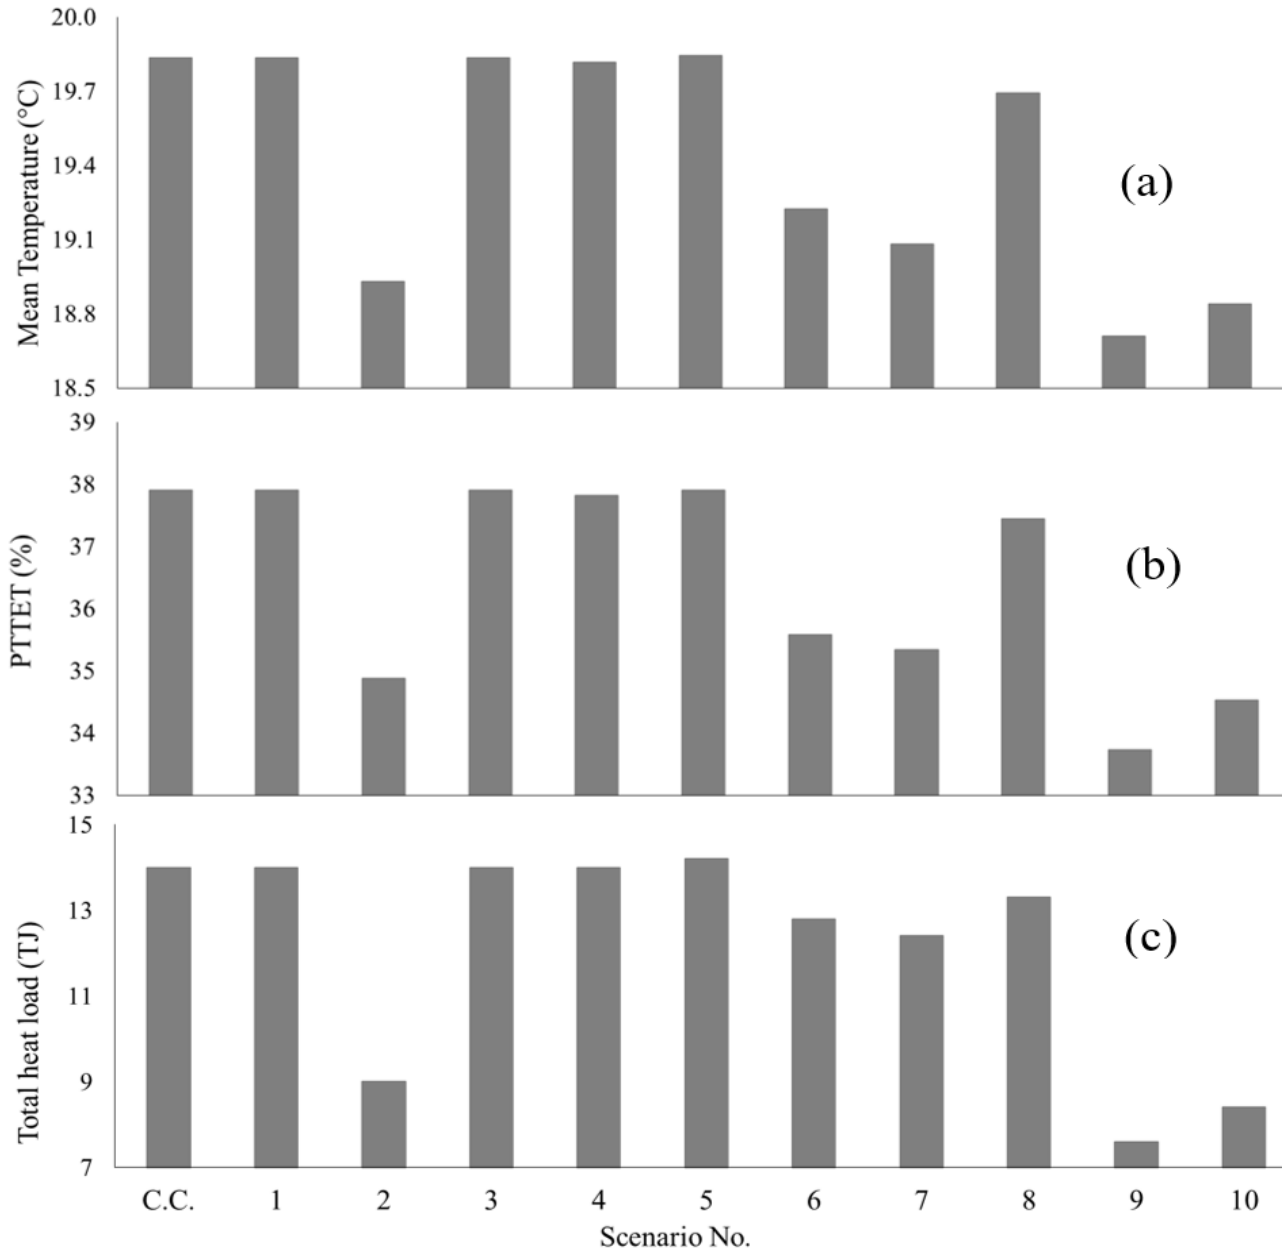 20.0
19.7
19.4
19.1
18.8
18.5
Mean Temperature (°C)
(a)
39
38
37
36
35
34
33
PTTET (%)
(b)
15
13
11
9
7
Total heat load (TJ)
(c)
C.C. 1 2 3 4 5 6 7 8 9 10
Scenario No.